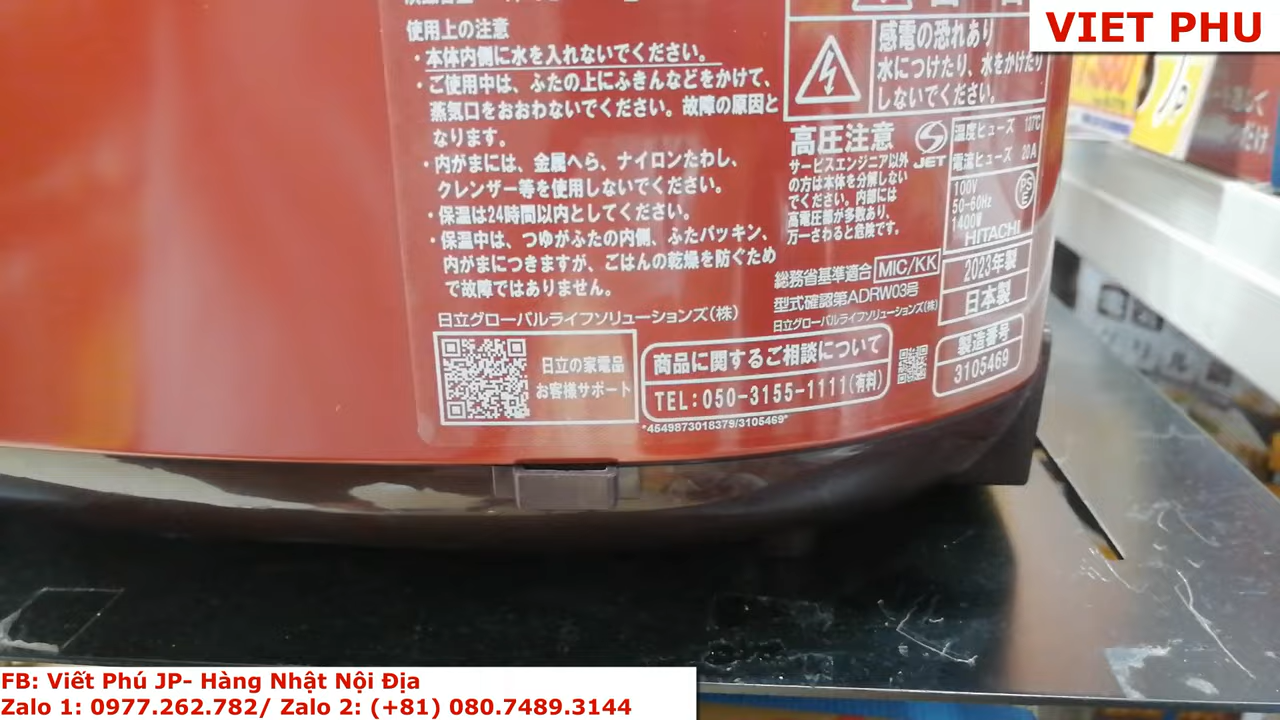 VIET PHU
使用上の注意
・本体内側に水を入れないでください。
・ご使用中は、ふたの上にふきんなどをかけて、
蒸気口をおおわないでください。故障の原因と
なります。
・内がまには、金属へら、ナイロンたわし、
クレンザー等を使用しないでください。
・保温は24時間以内としてください。
・保温中は、つゆがふたの内側、ふたパッキン、
内がまにつきますが、ごはんの乾燥を防ぐため
で故障ではありません。
日立グローバルライフソリューションズ(株)
日立の家電品
お客様サポート
感電の恐れあり
水につけたり、水をかけたり
しないでください。
高圧注意
サービスエンジニア以外
の方は本体を分解しない
でください。内部には
高電圧部が多数あり、
万一さわると危険です。
JET
温度ヒューズ 137C
電流ヒューズ 20A
100V
50-60Hz
1400W
PS
E
HITACHI
総務省基準適合 MIC/KK
型式確認第ADRW03号
日立グローバルライフソリューションズ(株)
2023年製
日本製
商品に関するご相談について
TEL:050-3155-1111(有料)
*4549873018379/3105469*
製造番号
3105469
FB: Viết Phú JP- Hàng Nhật Nội Địa
Zalo 1: 0977.262.782/ Zalo 2: (+81) 080.7489.3144